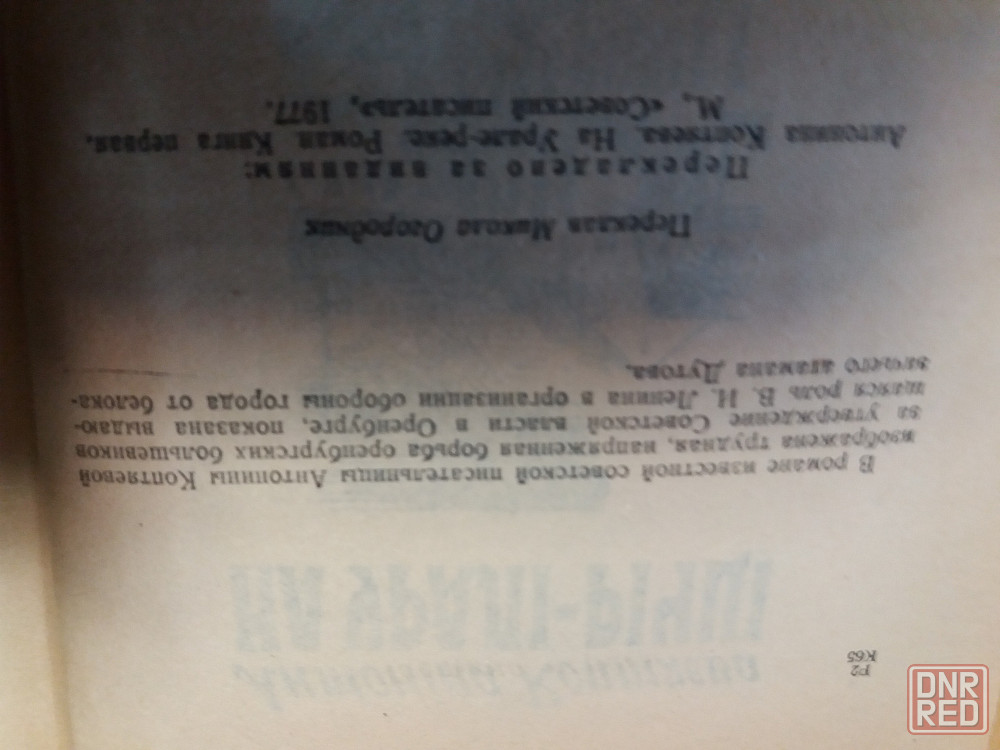 Р2
К65
В романе известной советской писательницы Антонины Коптяевой
изображена трудная, напряженная борьба оренбургских большевиков
за утверждение Советской власти в Оренбурге, показана выдаю-
щаяся роль В. И. Ленина в организации обороны города от белока-
зачьего атамана Дутова.
Переклав Микола Огородник
Перекладено за виданням:
Антонина Коптяева. На Урале-реке. Роман. Книга первая.
М., «Советский писатель», 1977.
DNR
RED